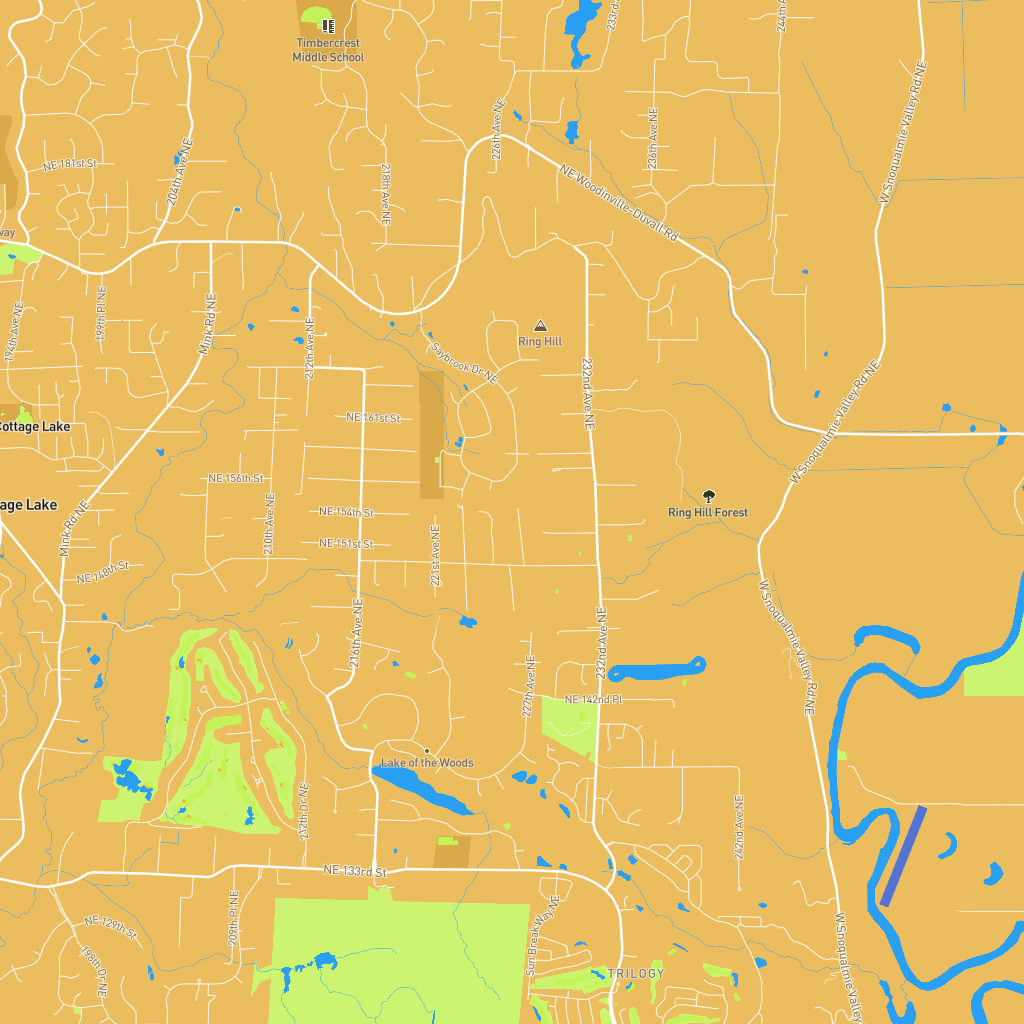 Timbercrest
Middle School
233rd
244th A
W Snoqualmie Valley Rd NE
226th Ave NE
236th Ave NE
NE 181st St
204th Ave NE
218th Ave NE
NE Woodinville-Duvall Rd
way
194th Ave NE
199th Pl NE
Mink Rd NE
212th Ave NE
Saybrook Dr NE
Ring Hill
232nd Ave NE
W Snoqualmie Valley Rd NE
NE 161st St
Cottage Lake
NE 156th St
age Lake
Mink Rd NE
210th Ave NE
NE 154th St
Ring Hill Forest
NE 151st St
221st Ave NE
NE 148th St
W Snoqualmie Valley Rd NE
216th Ave NE
232nd Ave NE
227th Ave NE
NE 142nd Pl
Lake of the Woods
212th Dr NE
242nd Ave NE
NE 133rd St
209th Pl NE
NE 129th St
198th Dr NE
Sun Break Way NE
TRILOGY
W Snoqualmie Valley